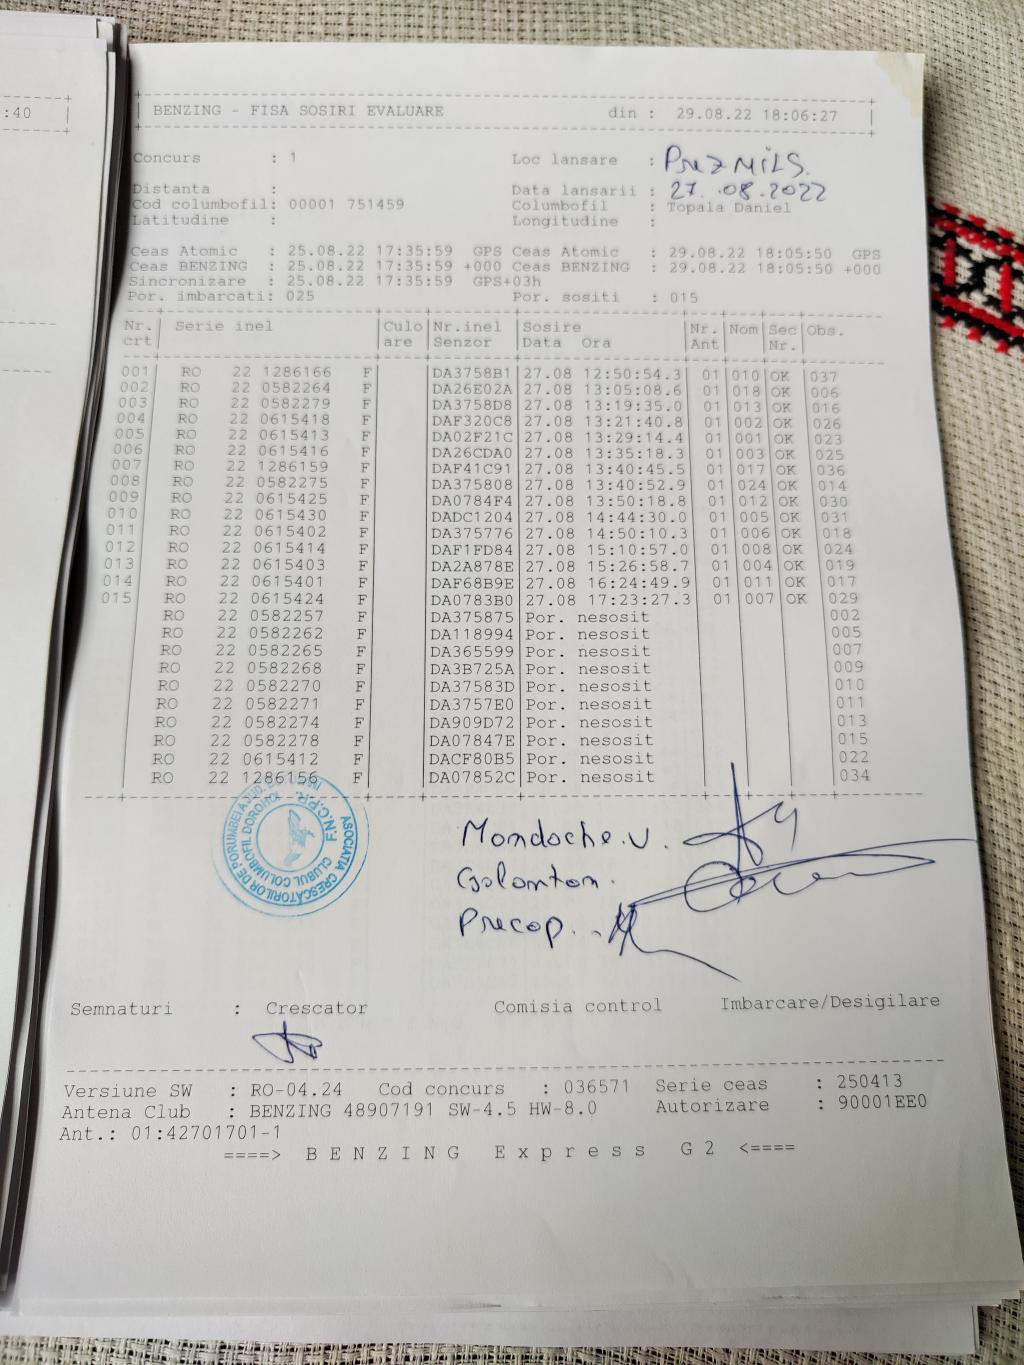 :40
BENZING - FISA SOSIRI EVALUARE din : 29.08.22 18:06:27
Concurs : 1 Loc lansare :
Distanta : Data lansarii : 27.08.2022
Cod columbofil: 00001 751459 Columbofil : Topala Daniel
Latitudine : Longitudine :
Ceas Atomic : 25.08.22 17:35:59 GPS Ceas Atomic : 29.08.22 18:05:50 GPS
Ceas BENZING : 25.08.22 17:35:59 +000 Ceas BENZING : 29.08.22 18:05:50 +000
Sincronizare : 25.08.22 17:35:59 GPS+03h
Por. imbarcati: 025 Por. sositi : 015
Nr. Serie inel Culo Nr.inel Sosire Nr. Nom Sec Obs.
crt are Senzor Data Ora Ant Nr.
001 RO 22 1286166 F DA3758B1 27.08 12:50:54.3 01 010 OK 037
002 RO 22 0582264 F DA26E02A 27.08 13:05:08.6 01 018 OK 006
003 RO 22 0582279 F DA3758D8 27.08 13:19:35.0 01 013 OK 016
004 RO 22 0615418 F DAF320C8 27.08 13:21:40.8 01 002 OK 026
005 RO 22 0615413 F DA02F21C 27.08 13:29:14.4 01 001 OK 023
006 RO 22 0615416 F DA26CDA0 27.08 13:35:18.3 01 003 OK 025
007 RO 22 1286159 F DAF41C91 27.08 13:40:45.5 01 017 OK 036
008 RO 22 0582275 F DA375808 27.08 13:40:52.9 01 024 OK 014
009 RO 22 0615425 F DA0784F4 27.08 13:50:18.8 01 012 OK 030
010 RO 22 0615430 F DADC1204 27.08 14:44:30.0 01 005 OK 031
011 RO 22 0615402 F DA375776 27.08 14:50:10.3 01 006 OK 018
012 RO 22 0615414 F DAF1FD84 27.08 15:10:57.0 01 008 OK 024
013 RO 22 0615403 F DA2A878E 27.08 15:26:58.7 01 004 OK 019
014 RO 22 0615401 F DAF68B9E 27.08 16:24:49.9 01 011 OK 017
015 RO 22 0615424 F DA0783B0 27.08 17:23:27.3 01 007 OK 029
RO 22 0582257 F DA375875 Por. nesosit 002
RO 22 0582262 F DA118994 Por. nesosit 005
RO 22 0582265 F DA365599 Por. nesosit 007
RO 22 0582268 F DA3B725A Por. nesosit 009
RO 22 0582270 F DA37583D Por. nesosit 010
RO 22 0582271 F DA3757E0 Por. nesosit 011
RO 22 0582274 F DA909D72 Por. nesosit 013
RO 22 0582278 F DA07847E Por. nesosit 015
RO 22 0615412 F DACF80B5 Por. nesosit 022
RO 22 1286156 F DA07852C Por. nesosit 034
ASOCIATIA CRESCĂTORILOR DE PORUMBEI A JUD.
CLUBUL COLUMBOFIL DOROHOI
F.N.C.P.R.
Mondoche.V.
Precop.
Semnaturi : Crescator Comisia control Imbarcare/Desigilare
Versiune SW : RO-04.24 Cod concurs : 036571 Serie ceas : 250413
Antena Club : BENZING 48907191 SW-4.5 HW-8.0 Autorizare : 90001EE0
Ant.: 01:42701701-1
====> BENZING Express G2 <====